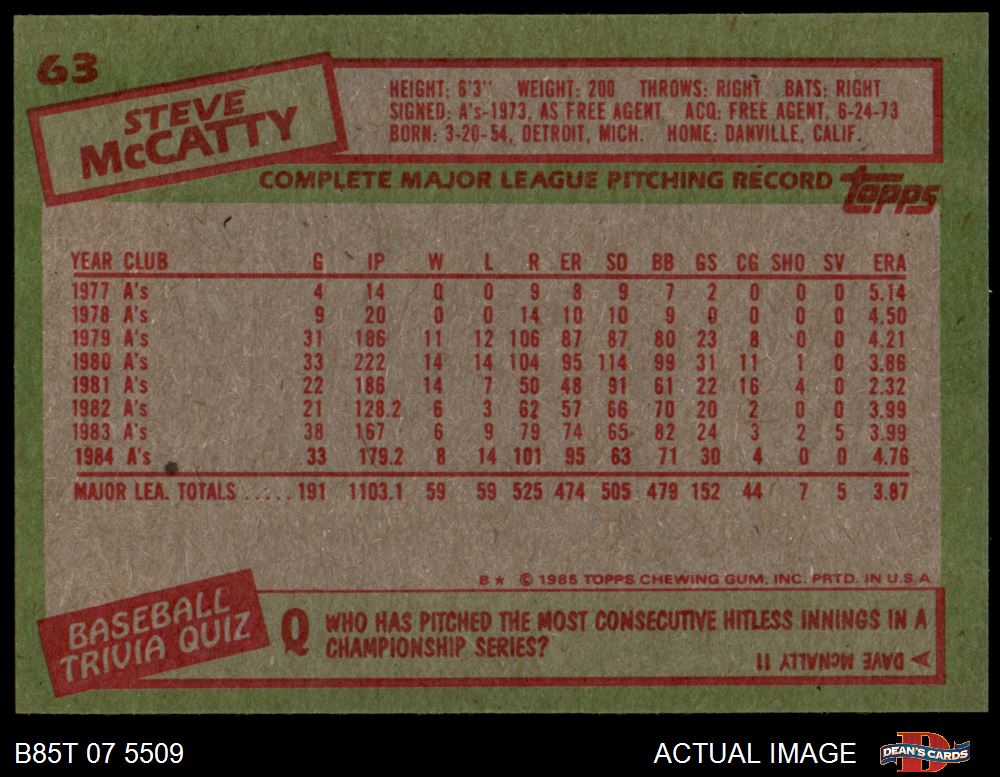 63
STEVE
McCATTY
HEIGHT: 6'3" WEIGHT: 200 THROWS: RIGHT BATS: RIGHT
SIGNED: A's-1973, AS FREE AGENT ACQ: FREE AGENT, 6-24-73
BORN: 3-20-54, DETROIT, MICH. HOME: DANVILLE, CALIF.
COMPLETE MAJOR LEAGUE PITCHING RECORD topps
YEAR CLUB G IP W L R ER SO BB GS CG SHO SV ERA
1977 A's 4 14 0 0 9 8 9 7 2 0 0 0 5.14
1978 A's 9 20 0 0 14 10 10 9 0 0 0 0 4.50
1979 A's 31 186 11 12 106 87 87 80 23 8 0 0 4.21
1980 A's 33 222 14 14 104 95 114 99 31 11 1 0 3.86
1981 A's 22 186 14 7 50 48 91 61 22 16 4 0 2.32
1982 A's 21 128.2 6 3 62 57 66 70 20 2 0 0 3.99
1983 A's 38 167 6 9 79 74 65 82 24 3 2 5 3.99
1984 A's 33 179.2 8 14 101 95 63 71 30 4 0 0 4.76
MAJOR LEA. TOTALS ..... 191 1103.1 59 59 525 474 505 479 152 44 7 5 3.87
B★ © 1985 TOPPS CHEWING GUM, INC. PRTD. IN U.S.A.
BASEBALL
TRIVIA QUIZ
Q WHO HAS PITCHED THE MOST CONSECUTIVE HITLESS INNINGS IN A
CHAMPIONSHIP SERIES?
A DAVE McNALLY 11
B85T 07 5509
ACTUAL IMAGE
D
DEAN'S CARDS